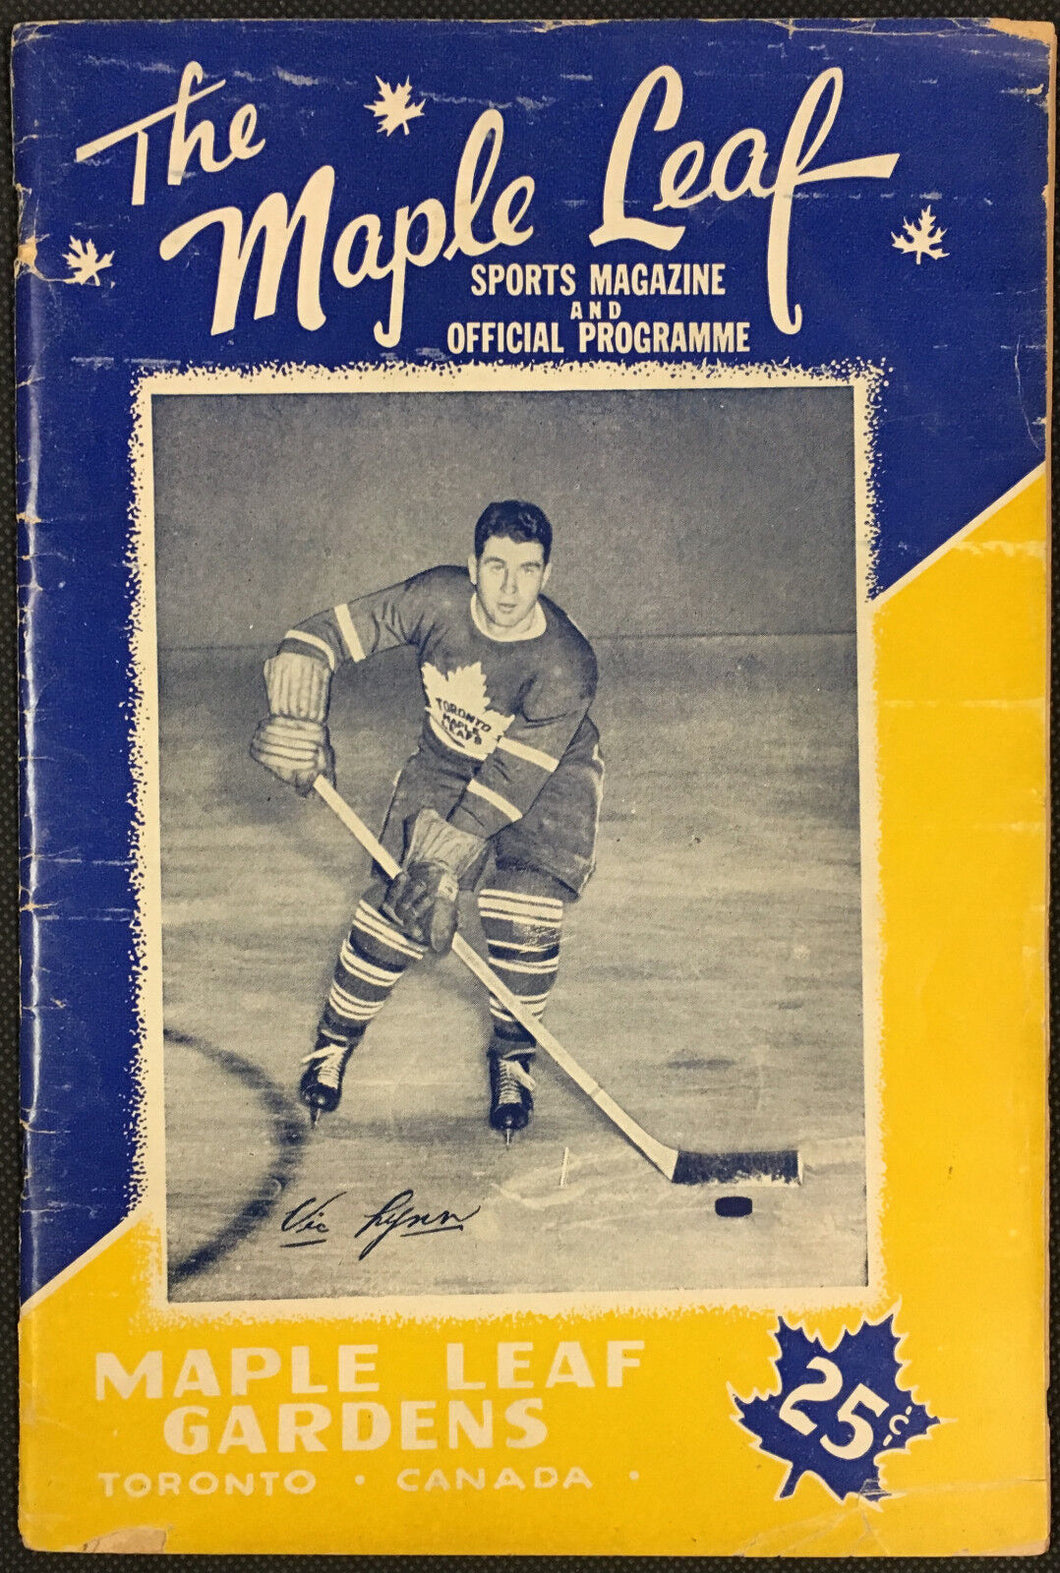 The
Maple Leaf
SPORTS MAGAZINE
AND
OFFICIAL PROGRAMME
TORONTO
MAPLE
LEAFS
Vic Lynn
MAPLE LEAF
GARDENS
TORONTO · CANADA ·
25¢